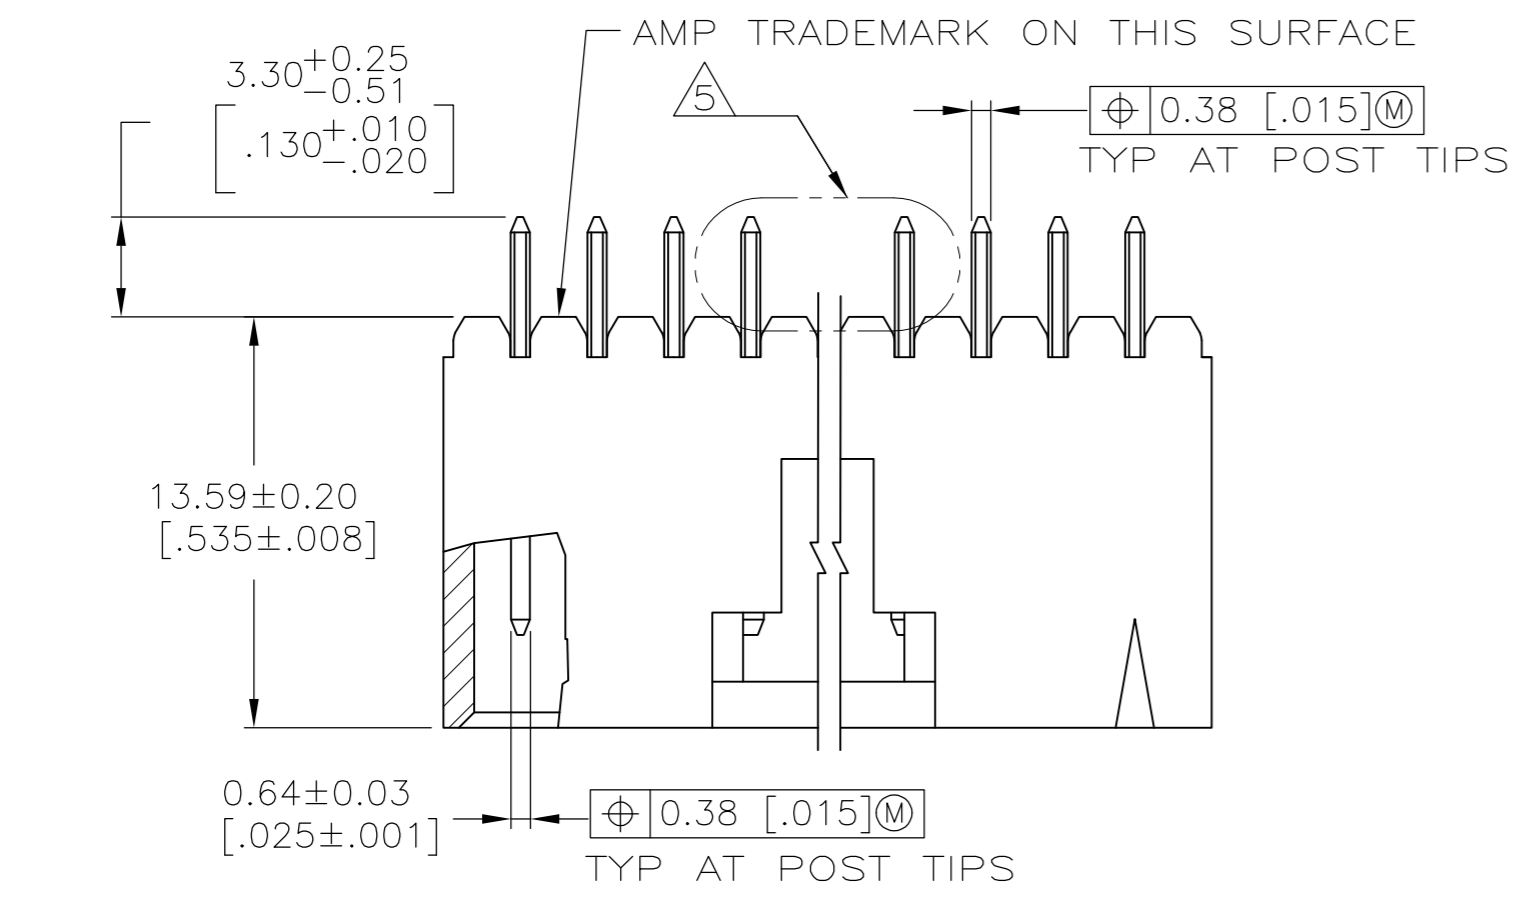 AMP TRADEMARK ON THIS SURFACE
3.30+0.25
−0.51
[.130+.010
−.020]
5
⌖ 0.38 [.015]Ⓜ
TYP AT POST TIPS
13.59±0.20
[.535±.008]
0.64±0.03
[.025±.001]
⌖ 0.38 [.015]Ⓜ
TYP AT POST TIPS